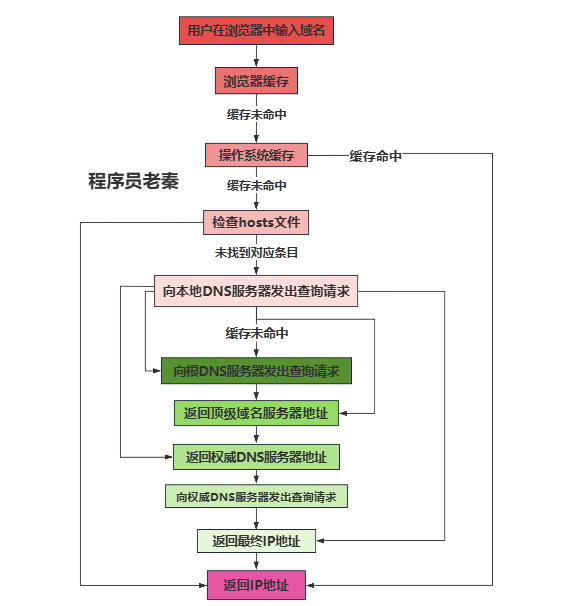 用户在浏览器中输入域名
浏览器缓存
缓存未命中
操作系统缓存
缓存命中
程序员老秦
缓存未命中
检查hosts文件
未找到对应条目
向本地DNS服务器发出查询请求
缓存未命中
向根DNS服务器发出查询请求
返回顶级域名服务器地址
返回权威DNS服务器地址
向权威DNS服务器发出查询请求
返回最终IP地址
返回IP地址